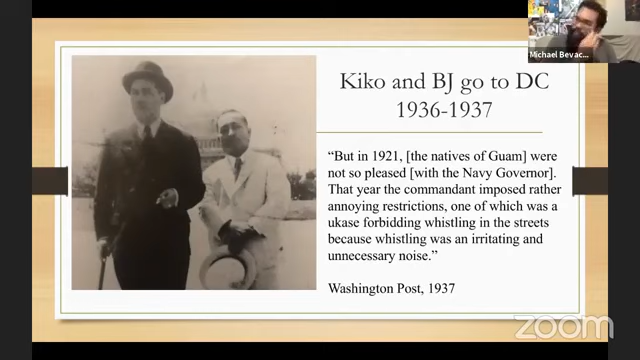 Michael Bevac...
Kiko and BJ go to DC
1936-1937
“But in 1921, [the natives of Guam] were
not so pleased [with the Navy Governor].
That year the commandant imposed rather
annoying restrictions, one of which was a
ukase forbidding whistling in the streets
because whistling was an irritating and
unnecessary noise.”
Washington Post, 1937
zoom